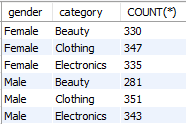 gender category COUNT(*)
Female Beauty 330
Female Clothing 347
Female Electronics 335
Male Beauty 281
Male Clothing 351
Male Electronics 343